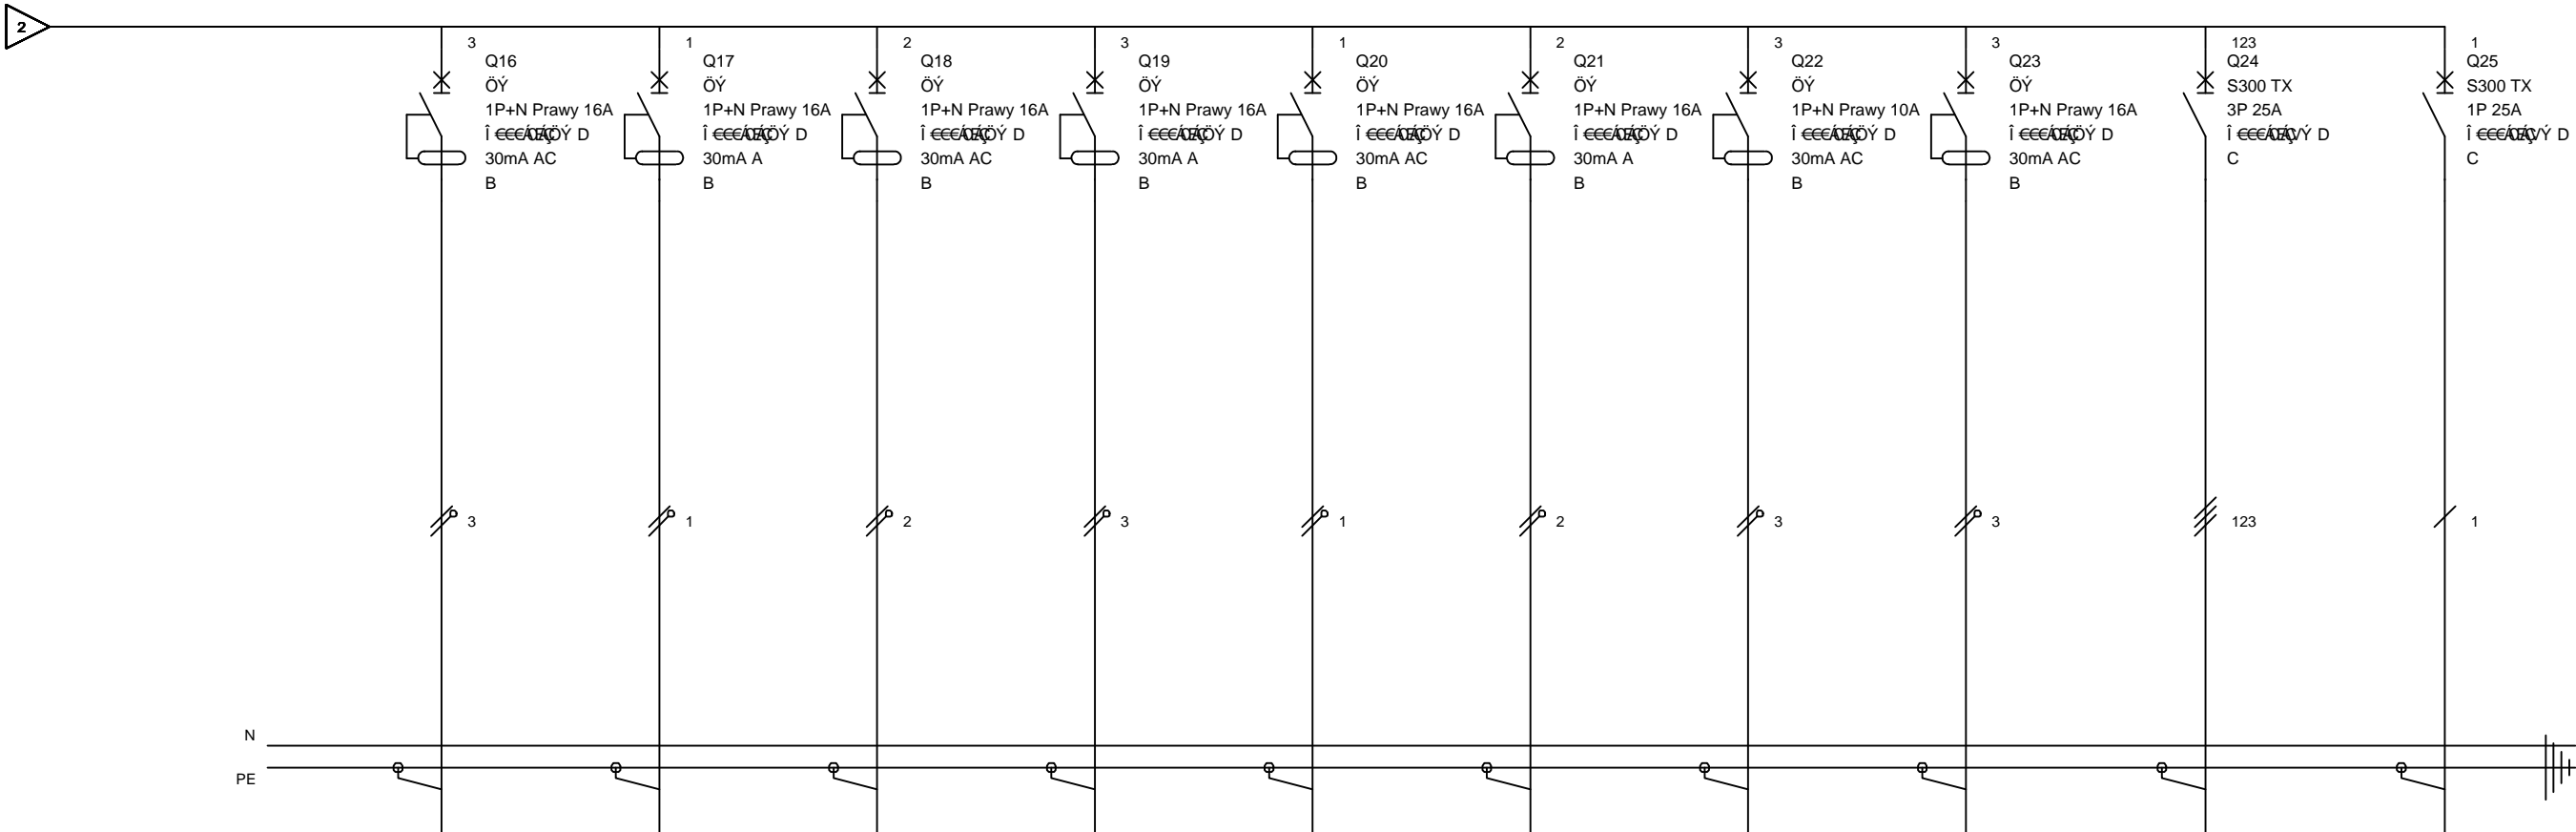 2
3
Q16
ÖÝ
1P+N Prawy 16A
D
30mA AC
B
1
Q17
ÖÝ
1P+N Prawy 16A
D
30mA A
B
2
Q18
ÖÝ
1P+N Prawy 16A
D
30mA AC
B
3
Q19
ÖÝ
1P+N Prawy 16A
D
30mA A
B
1
Q20
ÖÝ
1P+N Prawy 16A
D
30mA AC
B
2
Q21
ÖÝ
1P+N Prawy 16A
D
30mA A
B
3
Q22
ÖÝ
1P+N Prawy 10A
D
30mA AC
B
3
Q23
ÖÝ
1P+N Prawy 16A
D
30mA AC
B
123
Q24
S300 TX
3P 25A
D
C
1
Q25
S300 TX
1P 25A
D
C
3
1
2
3
1
2
3
3
123
1
N
PE